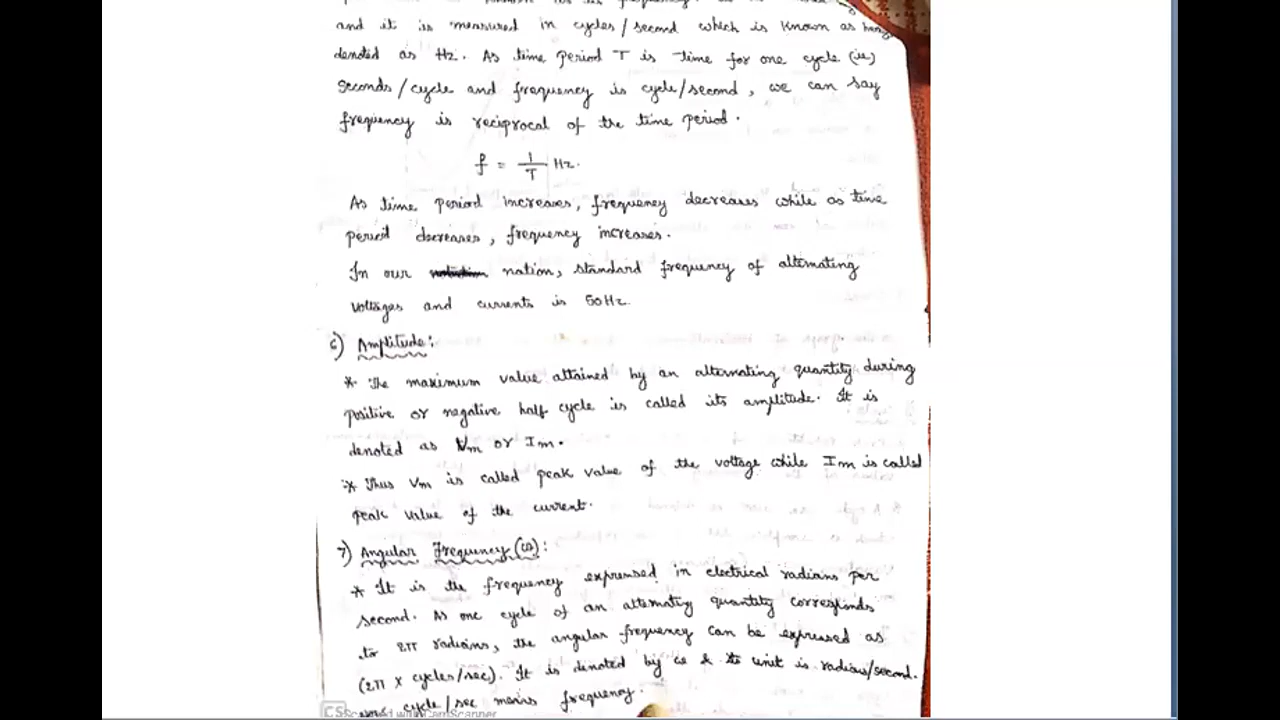 and it is measured in cycles/second which is known as
denoted as Hz. As time period T is time for one cycle (ie)
seconds/cycle and frequency is cycle/second, we can say
frequency is reciprocal of the time period.
f = 1/T Hz.
As time period increases, frequency decreases while as time
period decreases, frequency increases.
In our nation, standard frequency of alternating
voltages and currents is 50Hz.
6) Amplitude:
* The maximum value attained by an alternating quantity during
positive or negative half cycle is called its amplitude. It is
denoted as Vm or Im.
* Thus Vm is called peak value of the voltage while Im is called
peak value of the current.
7) Angular Frequency (ω):
* It is the frequency expressed in electrical radians per
second. As one cycle of an alternating quantity corresponds
to 2π radians, the angular frequency can be expressed as
(2π x cycles/sec). It is denoted by ω & its unit is radians/second.
cycle/sec means frequency.
CS Scanned with CamScanner